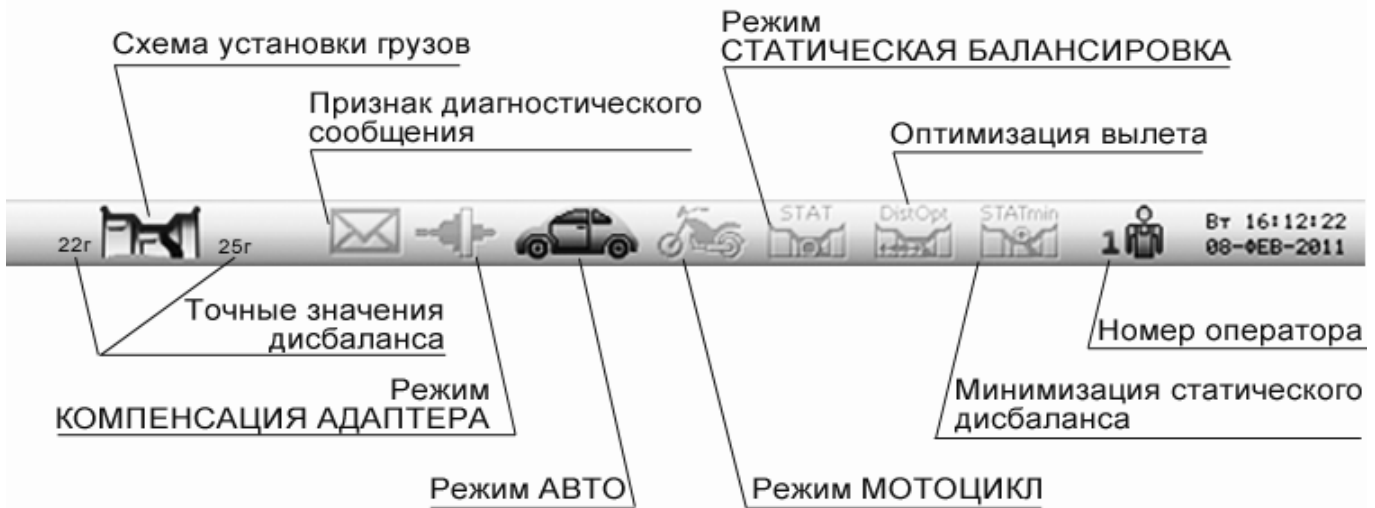 Схема установки грузов
Режим
СТАТИЧЕСКАЯ БАЛАНСИРОВКА
Признак диагностического
сообщения
Оптимизация вылета
22г
25г
STAT
DistOpt
STATmin
1
Вт 16:12:22
08-ФЕВ-2011
Точные значения
дисбаланса
Номер оператора
Режим
КОМПЕНСАЦИЯ АДАПТЕРА
Минимизация статического
дисбаланса
Режим АВТО
Режим МОТОЦИКЛ